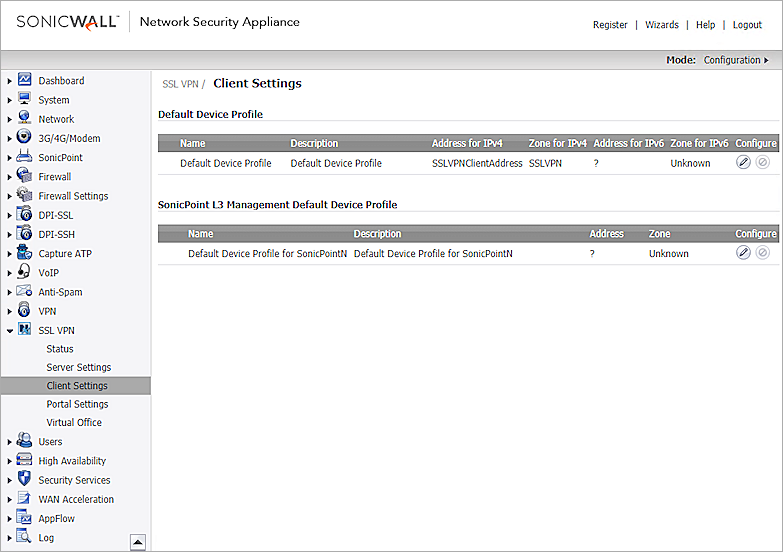 SONICWALL Network Security Appliance
Register | Wizards | Help | Logout
Mode: Configuration
Dashboard
System
Network
3G/4G/Modem
SonicPoint
Firewall
Firewall Settings
DPI-SSL
DPI-SSH
Capture ATP
VoIP
Anti-Spam
VPN
SSL VPN
Status
Server Settings
Client Settings
Portal Settings
Virtual Office
Users
High Availability
Security Services
WAN Acceleration
AppFlow
Log
SSL VPN / Client Settings
Default Device Profile
Name Description Address for IPv4 Zone for IPv4 Address for IPv6 Zone for IPv6 Configure
Default Device Profile Default Device Profile SSLVPNClientAddress SSLVPN ? Unknown
SonicPoint L3 Management Default Device Profile
Name Description Address Zone Configure
Default Device Profile for SonicPointN Default Device Profile for SonicPointN ? Unknown